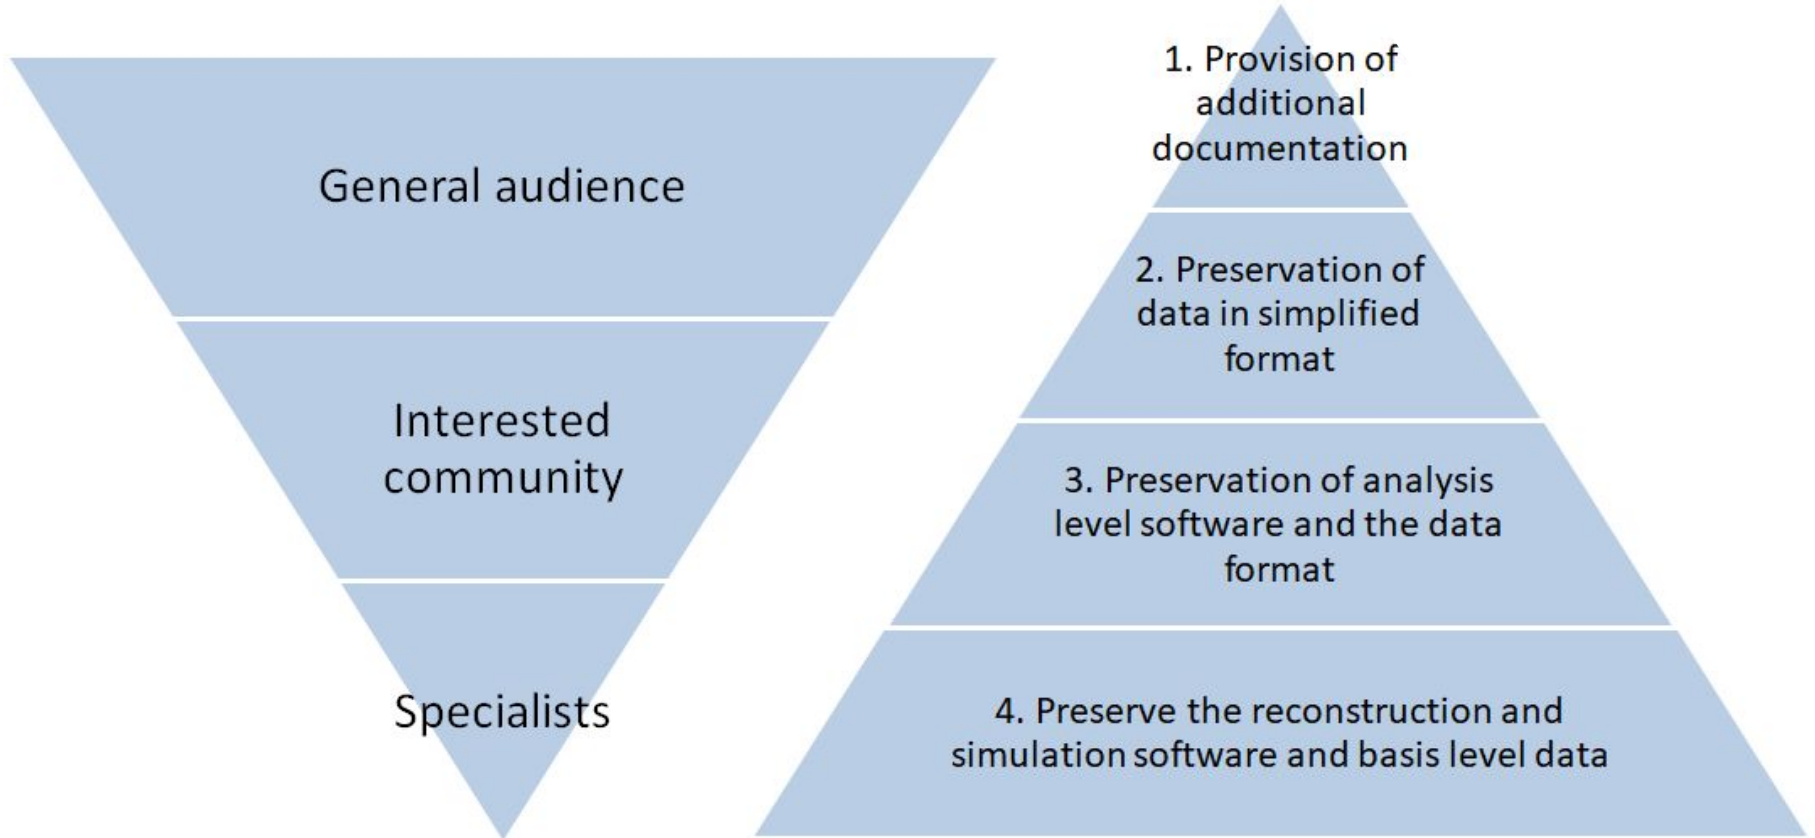 General audience
Interested
community
Specialists
1. Provision of
additional
documentation
2. Preservation of
data in simplified
format
3. Preservation of analysis
level software and the data
format
4. Preserve the reconstruction and
simulation software and basis level data